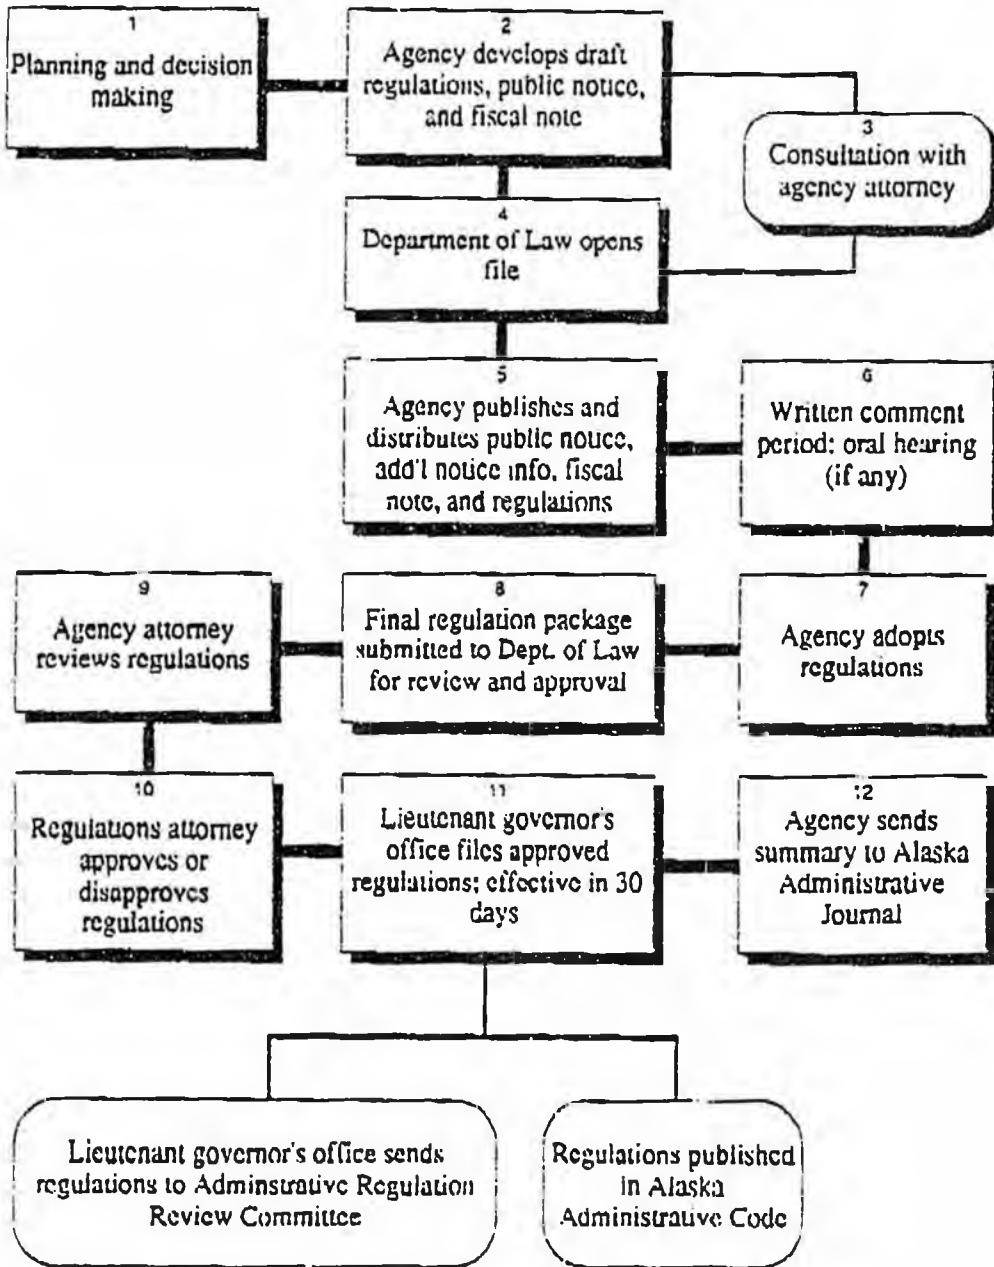 1
Planning and decision
making
2
Agency develops draft
regulations, public notice,
and fiscal note
3
Consultation with
agency attorney
4
Department of Law opens
file
5
Agency publishes and
distributes public notice,
add'l notice info, fiscal
note, and regulations
6
Written comment
period; oral hearing
(if any)
7
Agency adopts
regulations
8
Final regulation package
submitted to Dept. of Law
for review and approval
9
Agency attorney
reviews regulations
10
Regulations attorney
approves or
disapproves
regulations
11
Lieutenant governor's
office files approved
regulations; effective in 30
days
12
Agency sends
summary to Alaska
Administrative
Journal
Lieutenant governor's office sends
regulations to Adminstrative Regulation
Review Committee
Regulations published
in Alaska
Administrative Code